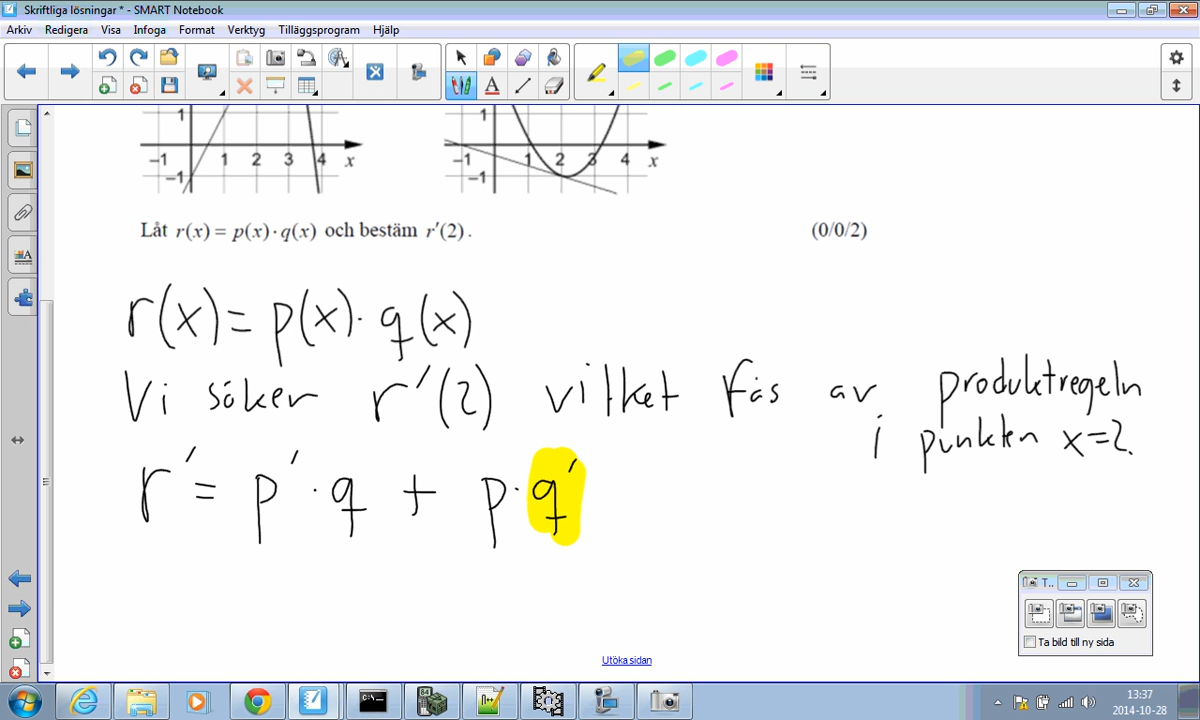 Skriftliga lösningar * - SMART Notebook
Arkiv Redigera Visa Infoga Format Verktyg Tilläggsprogram Hjälp
1 1
-1 1 2 3 4 x -1 1 2 3 4 x
-1 -1
Låt r(x) = p(x)·q(x) och bestäm r′(2). (0/0/2)
r(x) = p(x)· q(x)
Vi söker r′(2) vilket fås av produktregeln
i punkten x=2.
r′ = p′·q + p·q′
T..
Ta bild till ny sida
Utöka sidan
13:37
2014-10-28